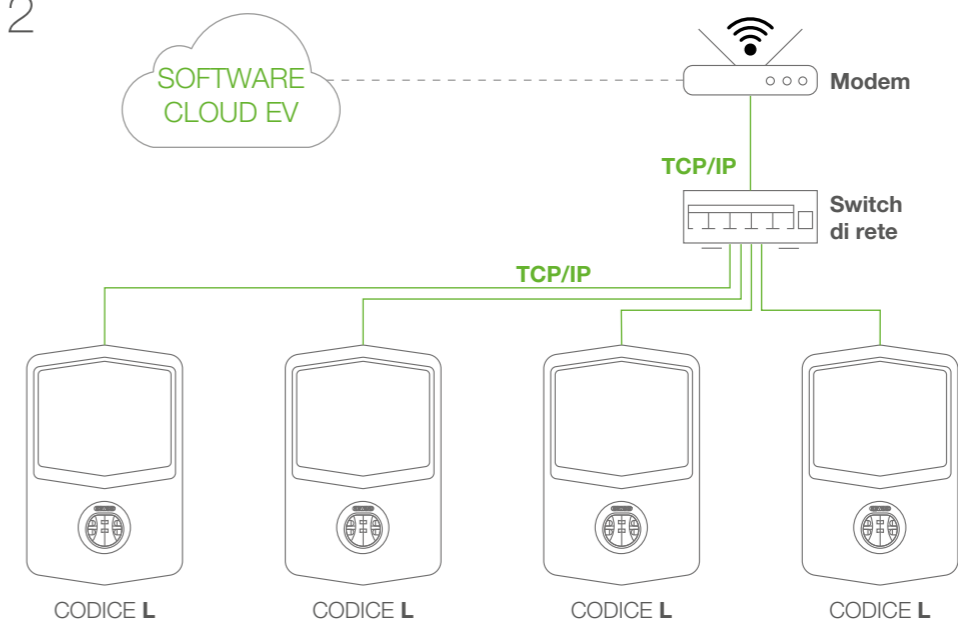 2
SOFTWARE
CLOUD EV
Modem
TCP/IP
Switch
di rete
TCP/IP
CODICE L
CODICE L
CODICE L
CODICE L